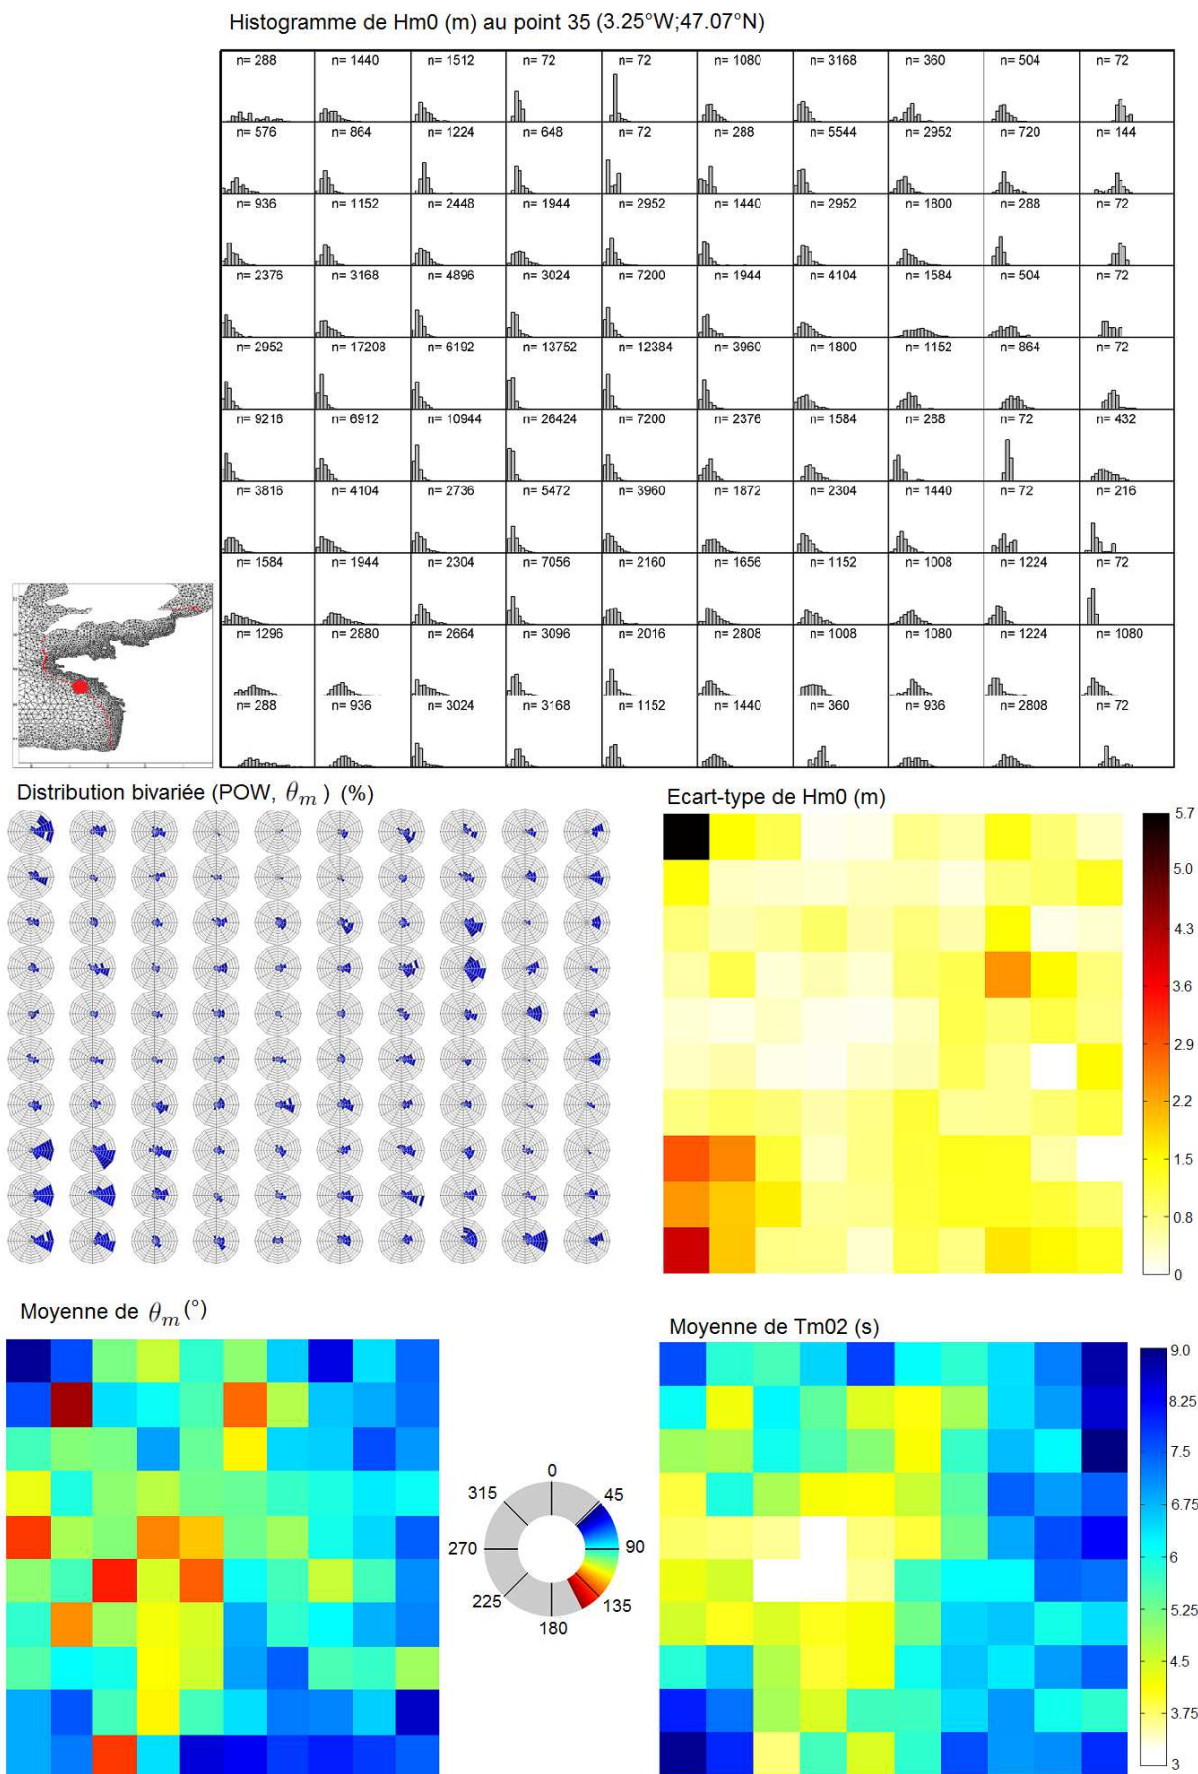 Histogramme de Hm0 (m) au point 35 (3.25°W;47.07°N)
n= 288 n= 1440 n= 1512 n= 72 n= 72 n= 1080 n= 3168 n= 360 n= 504 n= 72
n= 576 n= 864 n= 1224 n= 648 n= 72 n= 288 n= 5544 n= 2952 n= 720 n= 144
n= 936 n= 1152 n= 2448 n= 1944 n= 2952 n= 1440 n= 2952 n= 1800 n= 288 n= 72
n= 2376 n= 3168 n= 4896 n= 3024 n= 7200 n= 1944 n= 4104 n= 1584 n= 504 n= 72
n= 2952 n= 17208 n= 6192 n= 13752 n= 12384 n= 3960 n= 1800 n= 1152 n= 864 n= 72
n= 9216 n= 6912 n= 10944 n= 26424 n= 7200 n= 2376 n= 1584 n= 288 n= 72 n= 432
n= 3816 n= 4104 n= 2736 n= 5472 n= 3960 n= 1872 n= 2304 n= 1440 n= 72 n= 216
n= 1584 n= 1944 n= 2304 n= 7056 n= 2160 n= 1656 n= 1152 n= 1008 n= 1224 n= 72
n= 1296 n= 2880 n= 2664 n= 3096 n= 2016 n= 2808 n= 1008 n= 1080 n= 1224 n= 1080
n= 288 n= 936 n= 3024 n= 3168 n= 1152 n= 1440 n= 360 n= 936 n= 2808 n= 72
Distribution bivariée (POW, θm) (%)
Ecart-type de Hm0 (m)
5.7
5.0
4.3
3.6
2.9
2.2
1.5
0.8
0
Moyenne de θm (°)
0
45
90
135
180
225
270
315
Moyenne de Tm02 (s)
9.0
8.25
7.5
6.75
6
5.25
4.5
3.75
3